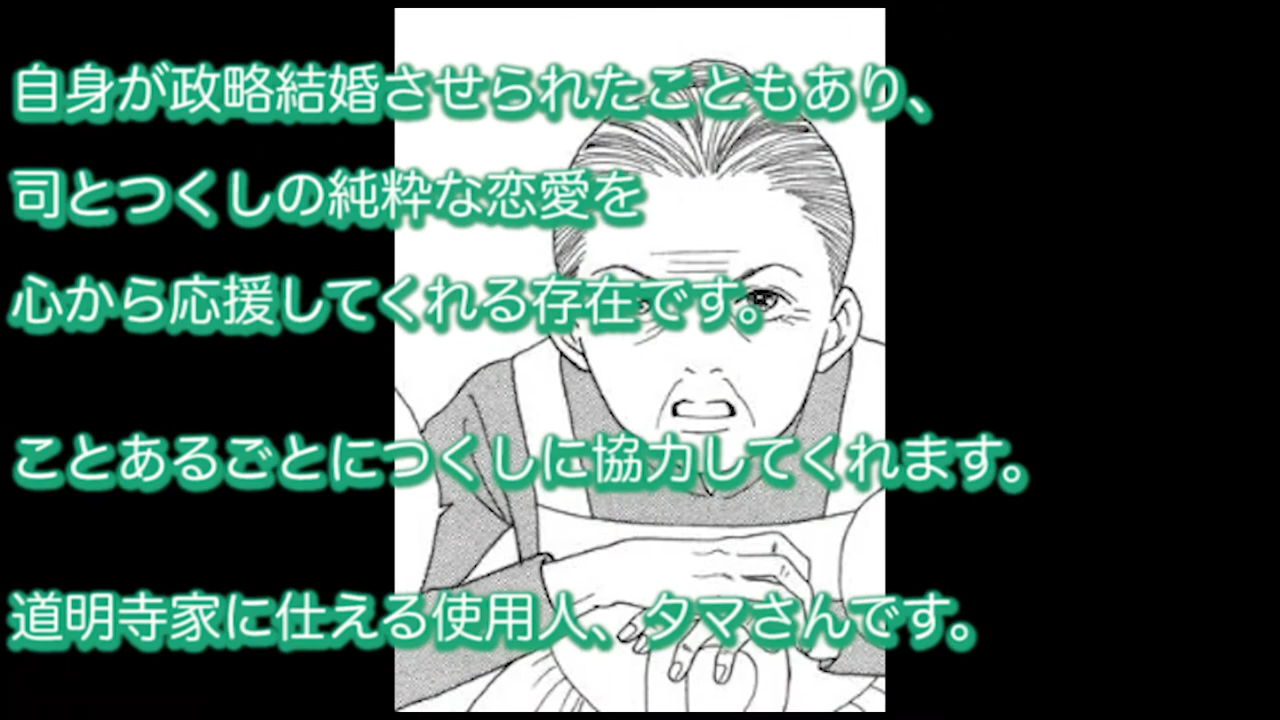 自身が政略結婚させられたこともあり、
司とつくしの純粋な恋愛を
心から応援してくれる存在です。
ことあるごとにつくしに協力してくれます。
道明寺家に仕える使用人、タマさんです。